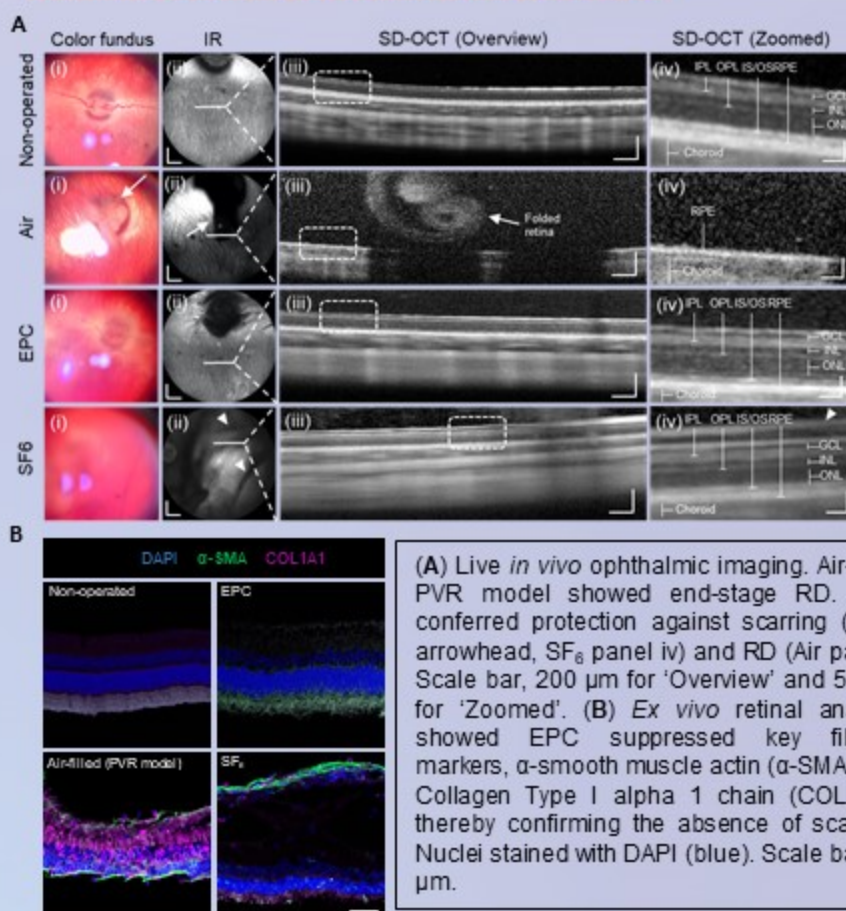 A
Color fundus IR SD-OCT (Overview) SD-OCT (Zoomed)
Non-operated
(i) (ii) (iii) (iv) IPL OPL IS/OS RPE
GCL
INL
ONL
Choroid
Air
(i) (ii) (iii) (iv)
Folded
retina
RPE
Choroid
EPC
(i) (ii) (iii) (iv) IPL OPL IS/OS RPE
GCL
INL
ONL
Choroid
SF6
(i) (ii) (iii) (iv) IPL OPL IS/OS RPE
GCL
INL
ONL
Choroid
B
DAPI α-SMA COL1A1
Non-operated EPC
Air-filled (PVR model) SF₆
(A) Live in vivo ophthalmic imaging. Air-
PVR model showed end-stage RD.
conferred protection against scarring (
arrowhead, SF₆ panel iv) and RD (Air pa
Scale bar, 200 µm for ‘Overview’ and 5
for ‘Zoomed’. (B) Ex vivo retinal an
showed EPC suppressed key fi
markers, α-smooth muscle actin (α-SMA
Collagen Type I alpha 1 chain (COL
thereby confirming the absence of sca
Nuclei stained with DAPI (blue). Scale ba
µm.